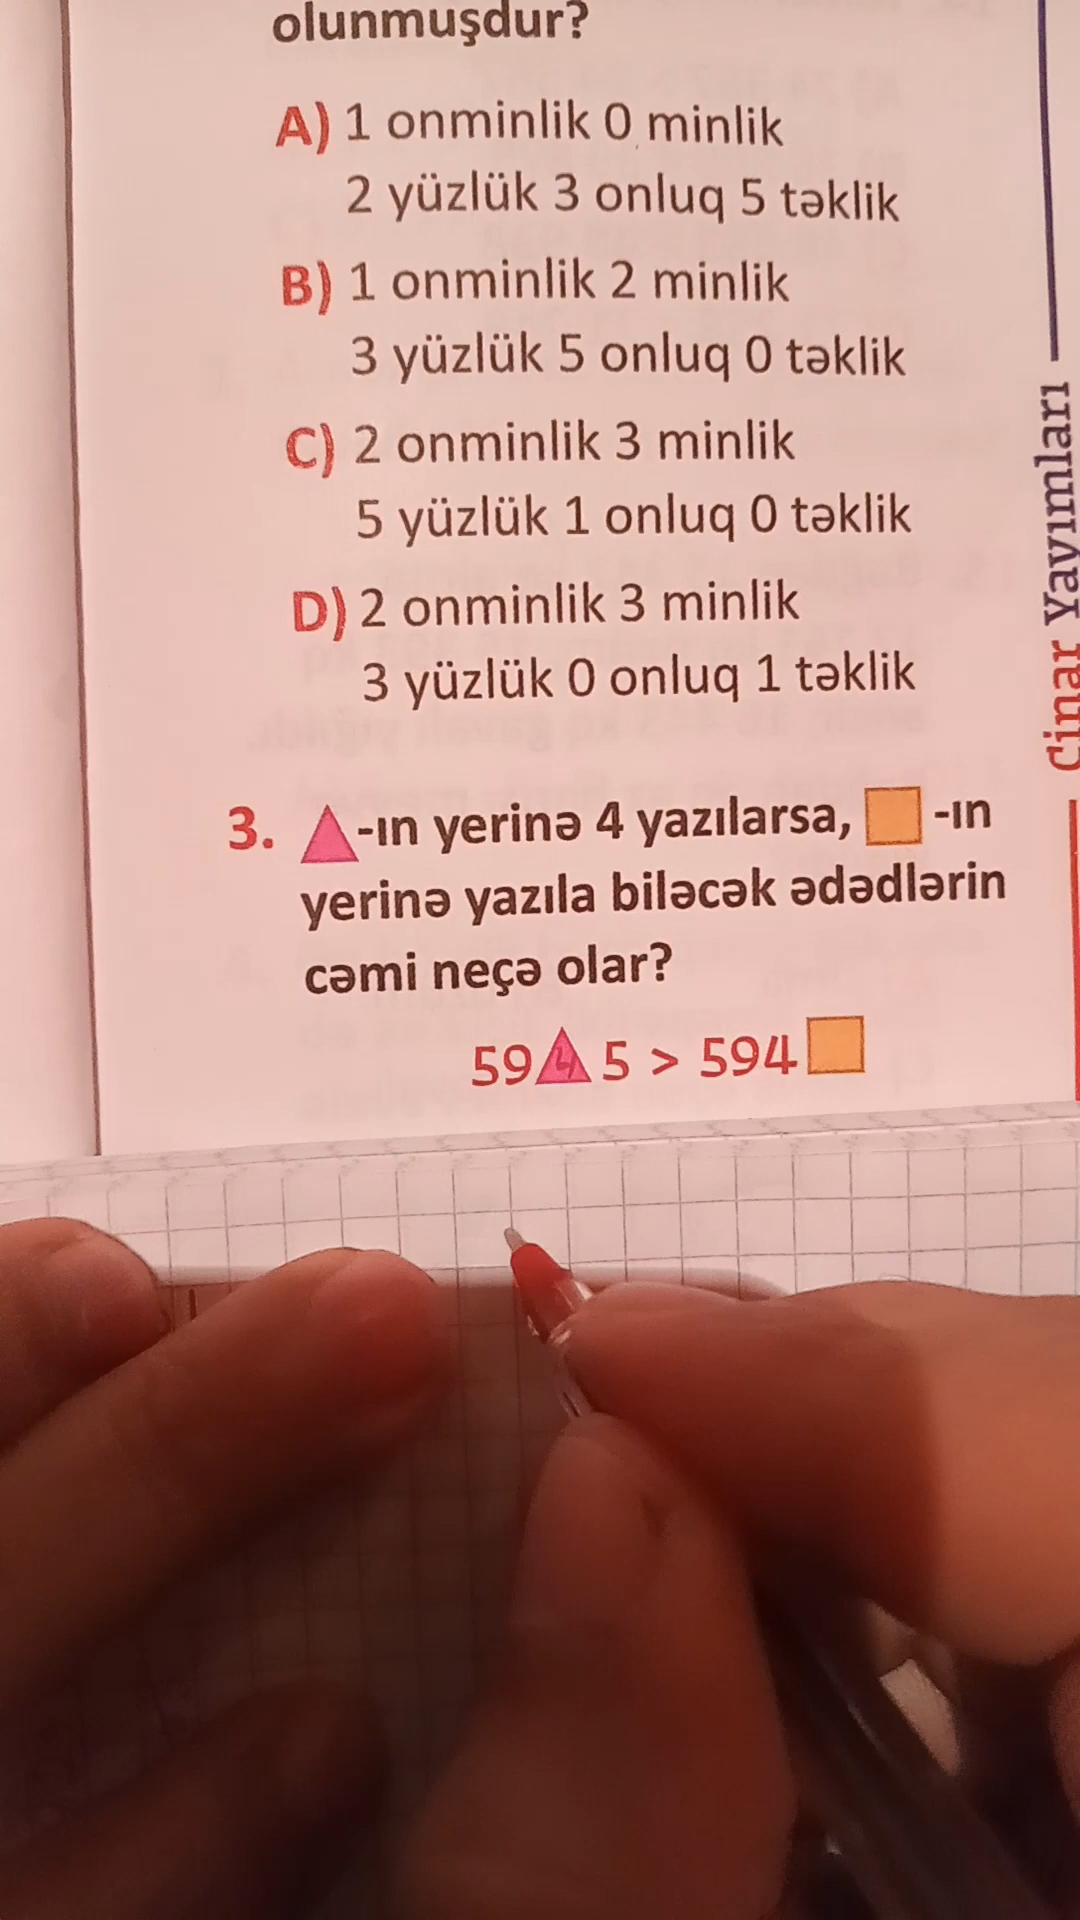 olunmuşdur?
A) 1 onminlik 0 minlik
2 yüzlük 3 onluq 5 təklik
B) 1 onminlik 2 minlik
3 yüzlük 5 onluq 0 təklik
C) 2 onminlik 3 minlik
5 yüzlük 1 onluq 0 təklik
D) 2 onminlik 3 minlik
3 yüzlük 0 onluq 1 təklik
3. -ın yerinə 4 yazılarsa, -ın
yerinə yazıla biləcək ədədlərin
cəmi neçə olar?
59 4 5 > 594
Çinar Yayımları